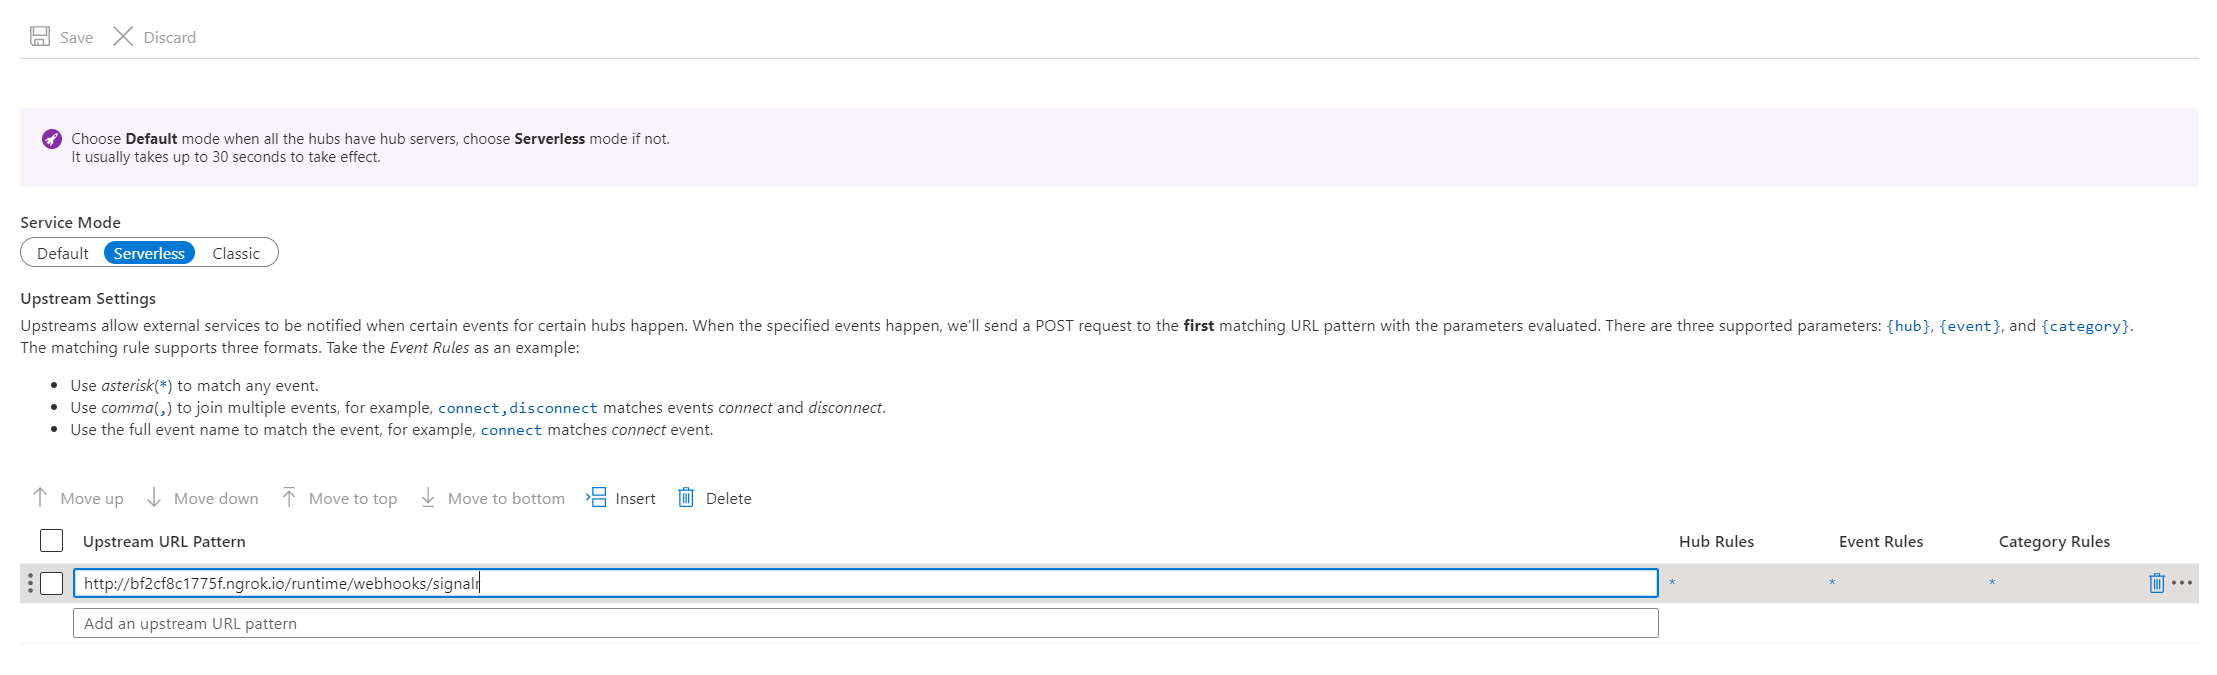 Save Discard
Choose Default mode when all the hubs have hub servers, choose Serverless mode if not.
It usually takes up to 30 seconds to take effect.
Service Mode
Default Serverless Classic
Upstream Settings
Upstreams allow external services to be notified when certain events for certain hubs happen. When the specified events happen, we'll send a POST request to the first matching URL pattern with the parameters evaluated. There are three supported parameters: {hub}, {event}, and {category}.
The matching rule supports three formats. Take the Event Rules as an example:
• Use asterisk(*) to match any event.
• Use comma(,) to join multiple events, for example, connect,disconnect matches events connect and disconnect.
• Use the full event name to match the event, for example, connect matches connect event.
Move up Move down Move to top Move to bottom Insert Delete
Upstream URL Pattern Hub Rules Event Rules Category Rules
http://bf2cf8c1775f.ngrok.io/runtime/webhooks/signalr * * *
Add an upstream URL pattern